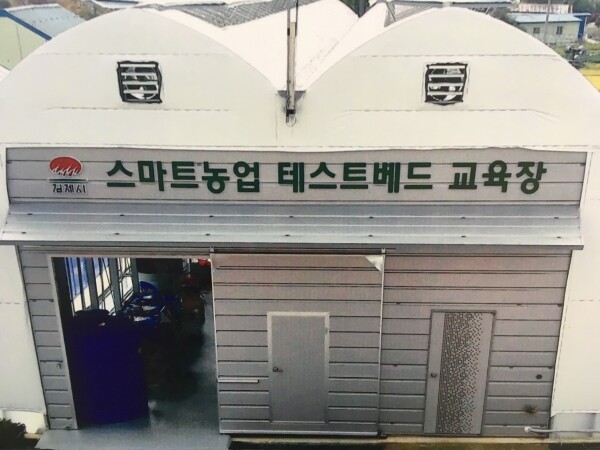 김제시
스마트농업 테스트베드 교육장